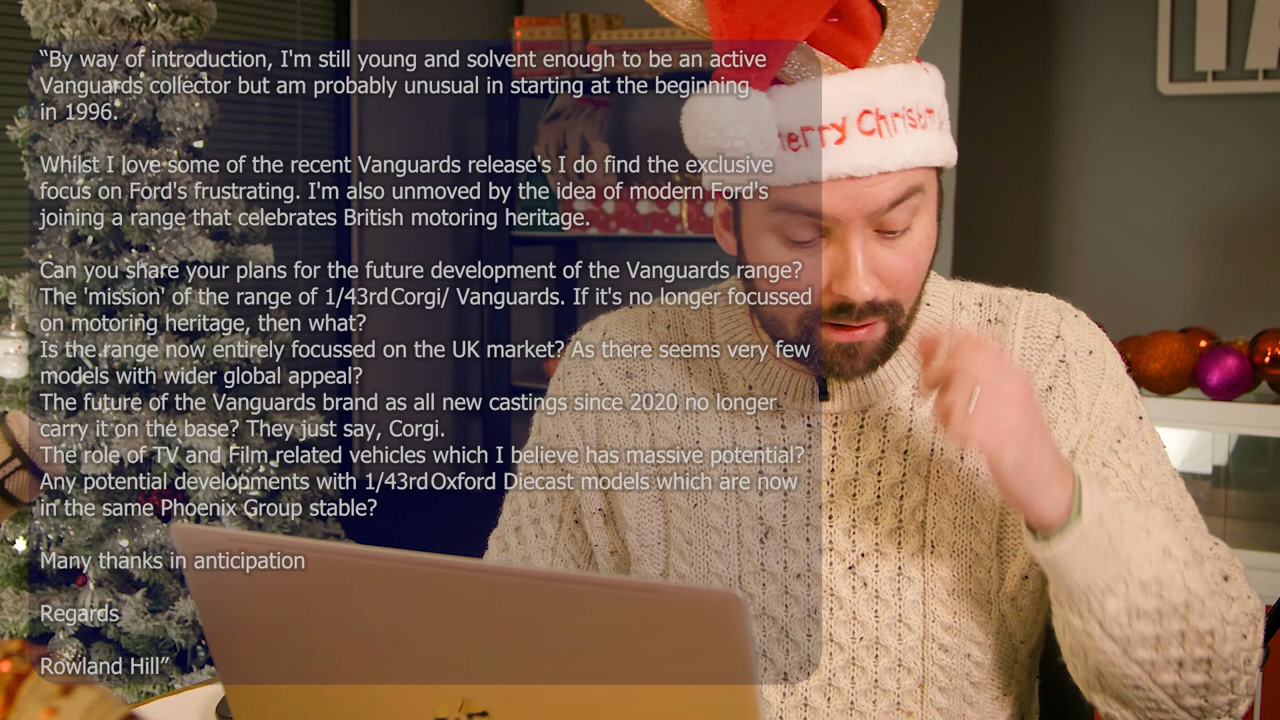 “By way of introduction, I'm still young and solvent enough to be an active
Vanguards collector but am probably unusual in starting at the beginning
in 1996.
Whilst I love some of the recent Vanguards release's I do find the exclusive
focus on Ford's frustrating. I'm also unmoved by the idea of modern Ford's
joining a range that celebrates British motoring heritage.
Can you share your plans for the future development of the Vanguards range?
The 'mission' of the range of 1/43rd Corgi/ Vanguards. If it's no longer focussed
on motoring heritage, then what?
Is the range now entirely focussed on the UK market? As there seems very few
models with wider global appeal?
The future of the Vanguards brand as all new castings since 2020 no longer
carry it on the base? They just say, Corgi.
The role of TV and Film related vehicles which I believe has massive potential?
Any potential developments with 1/43rd Oxford Diecast models which are now
in the same Phoenix Group stable?
Many thanks in anticipation
Regards
Rowland Hill”
Merry Christmas